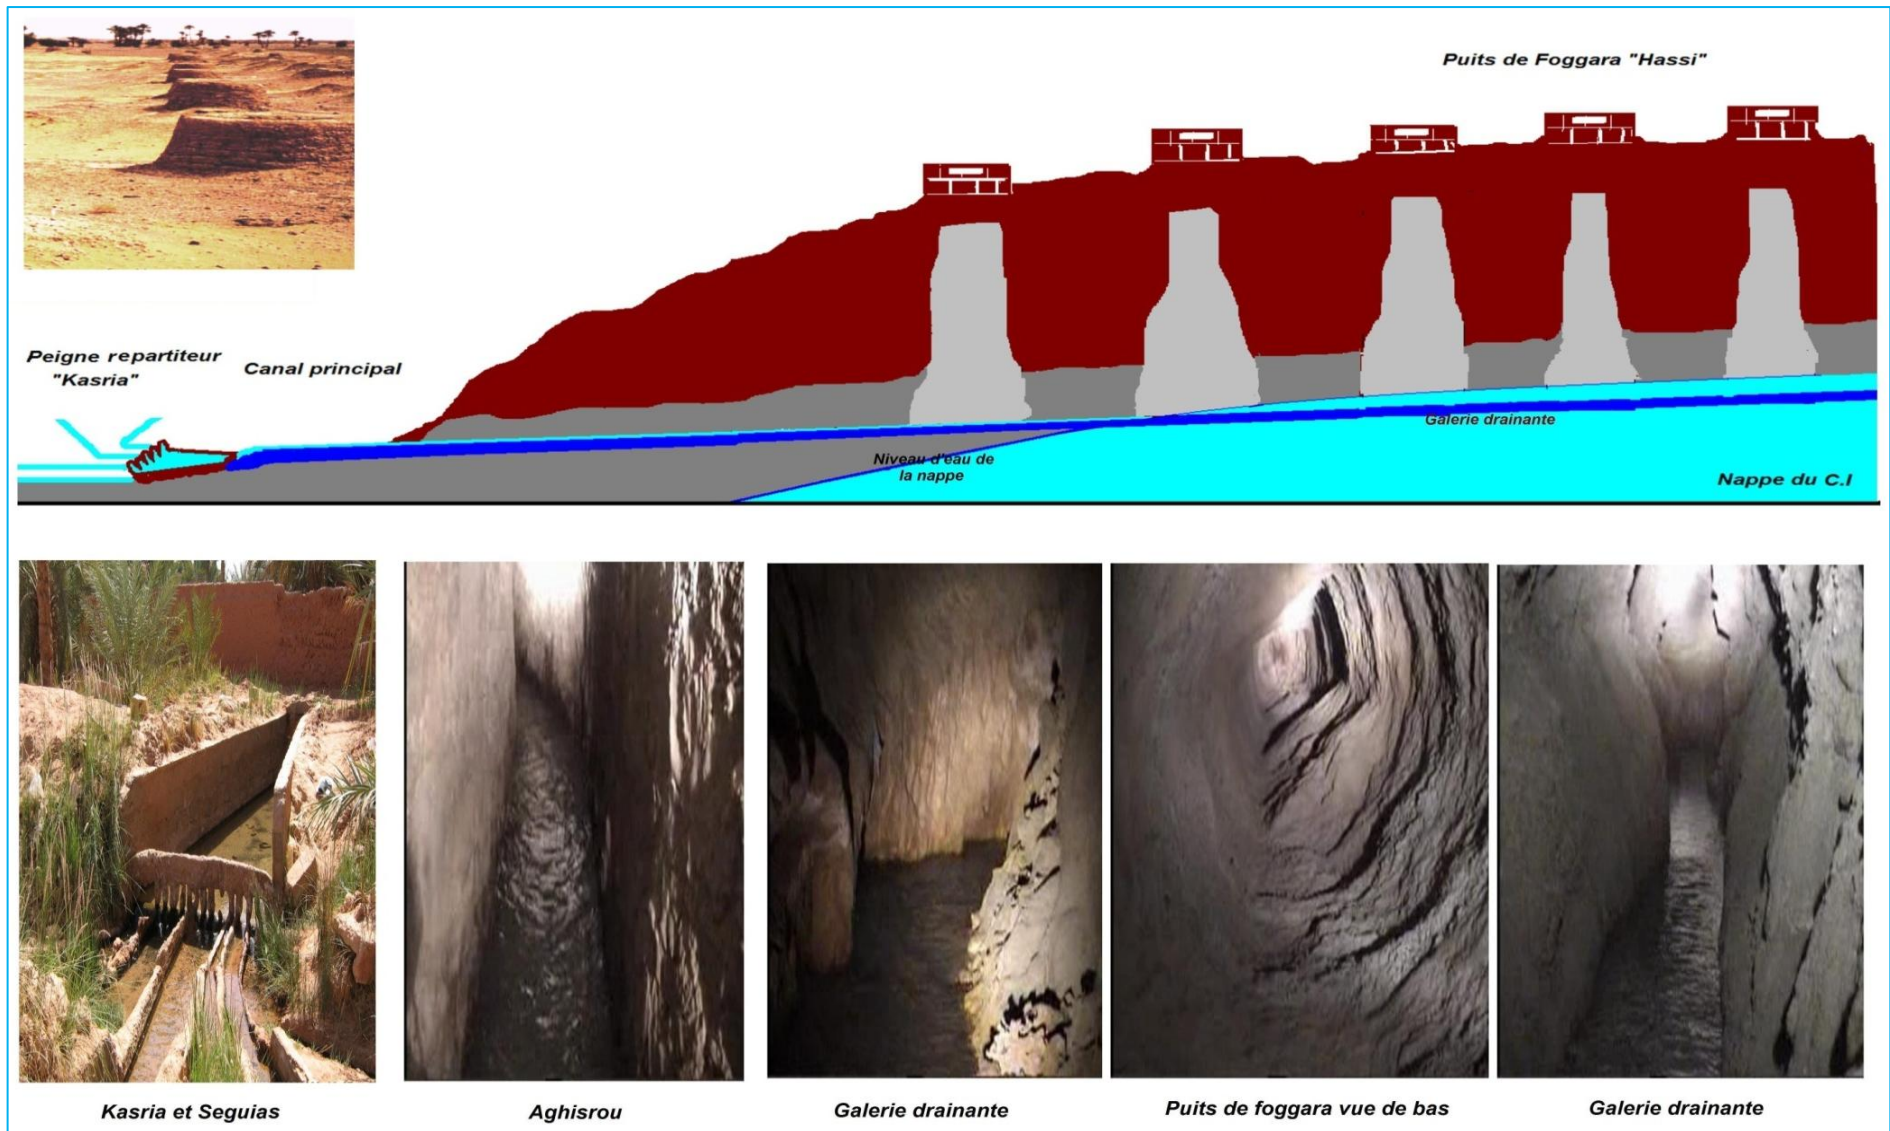 Puits de Foggara "Hassi"
Peigne repartiteur
"Kasria"
Canal principal
Galerie drainante
Niveau d'eau de
la nappe
Nappe du C.I
Kasria et Seguias
Aghisrou
Galerie drainante
Puits de foggara vue de bas
Galerie drainante